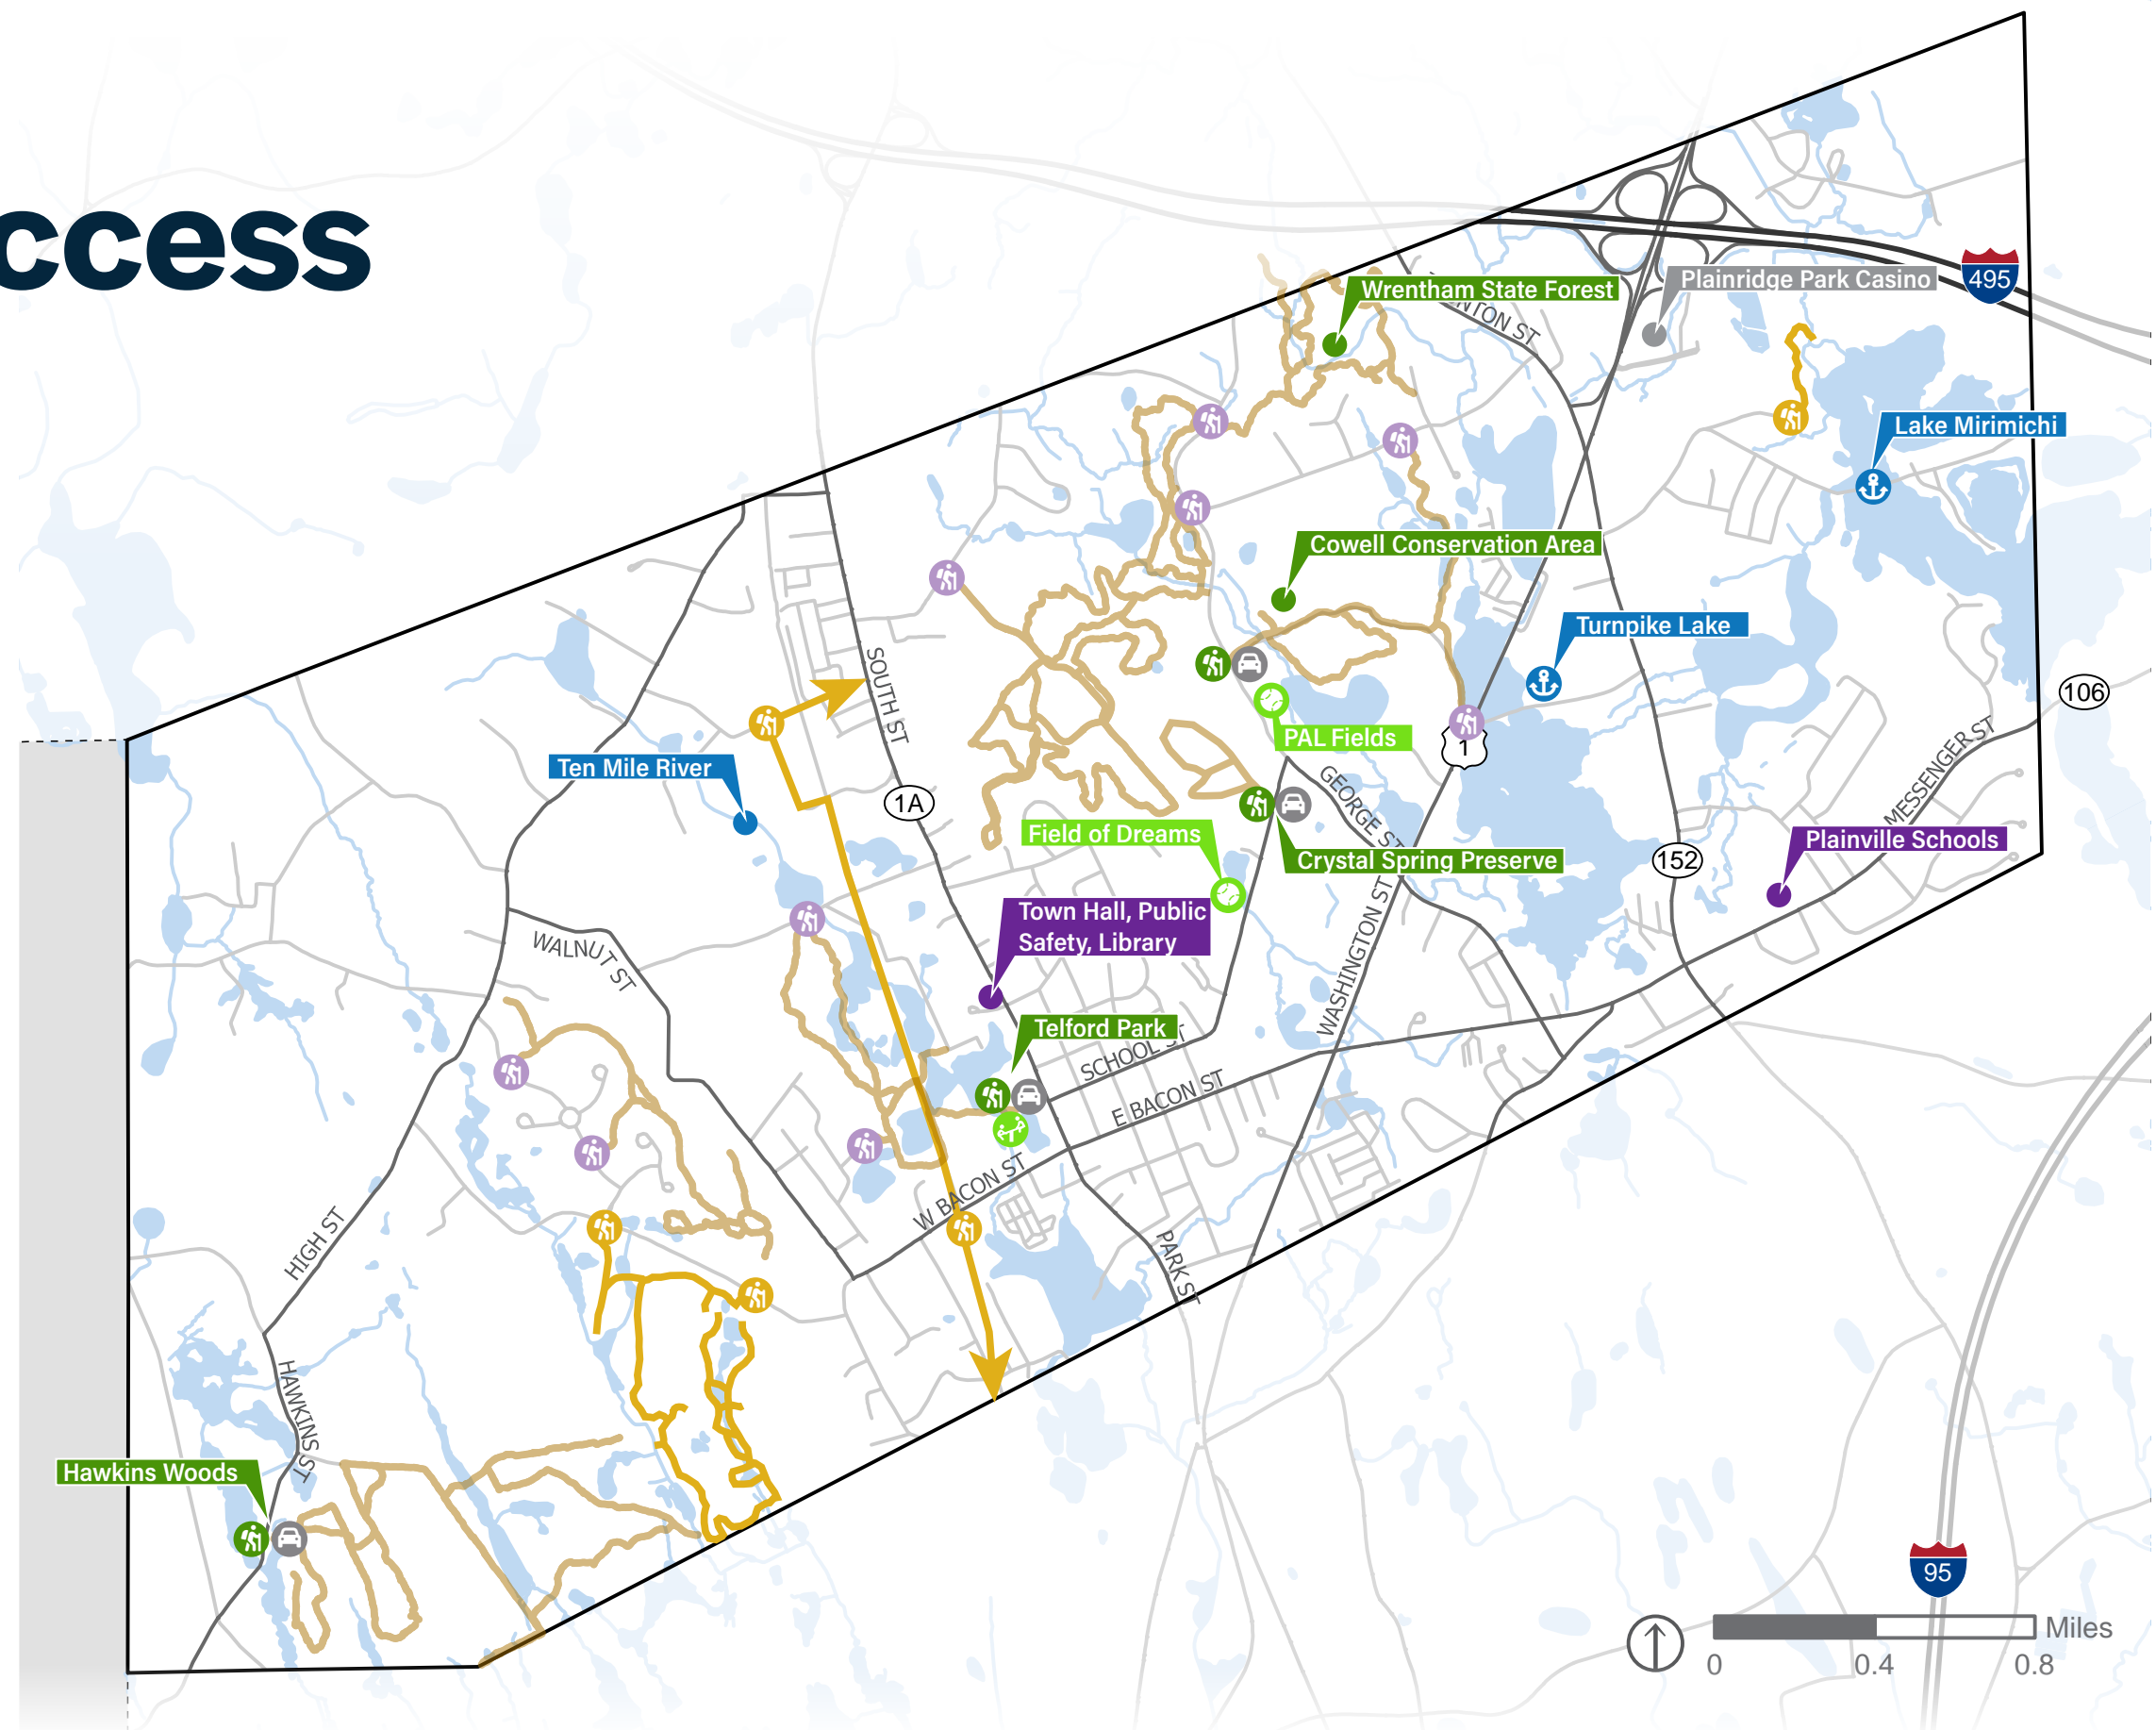 ccess
Wrentham State Forest
Plainridge Park Casino
495
NTON ST
Lake Mirimichi
Cowell Conservation Area
Turnpike Lake
SOUTH ST
106
PAL Fields
1
Ten Mile River
1A
GEORGE ST
MESSENGER ST
Field of Dreams
Crystal Spring Preserve
152
Plainville Schools
Town Hall, Public
Safety, Library
WALNUT ST
WASHINGTON ST
Telford Park
SCHOOL ST
E BACON ST
W BACON ST
HIGH ST
PARK ST
HAWKINS ST
Hawkins Woods
95
Miles
0 0.4 0.8